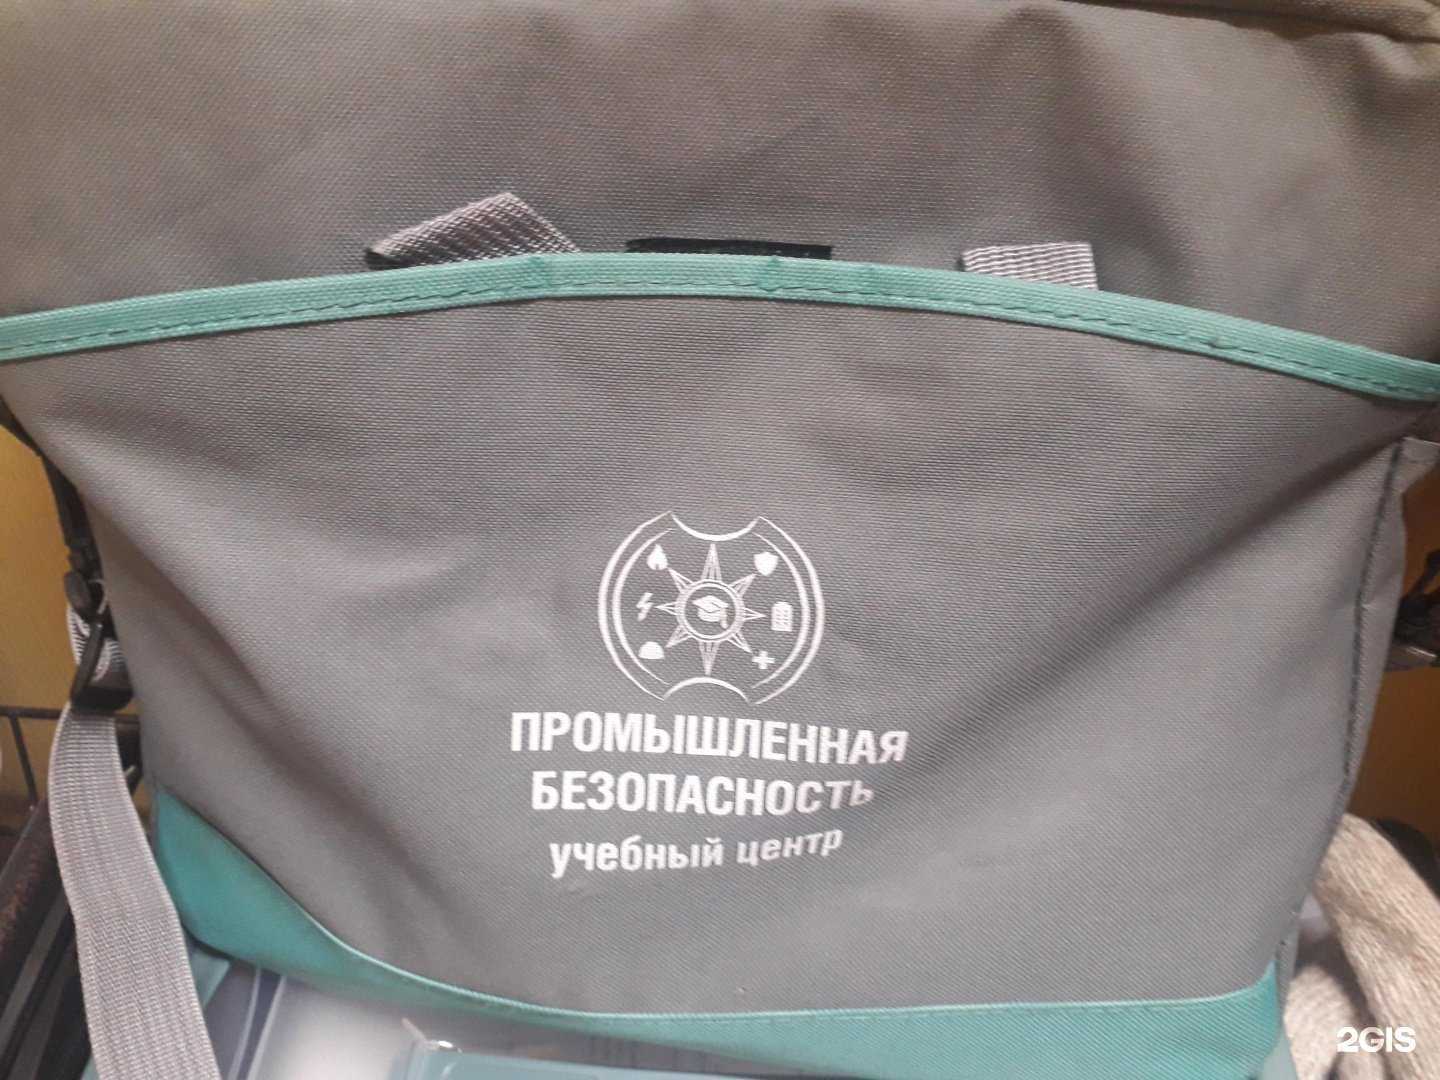 ПРОМЫШЛЕННАЯ
БЕЗОПАСНОСТЬ
учебный центр
2GIS